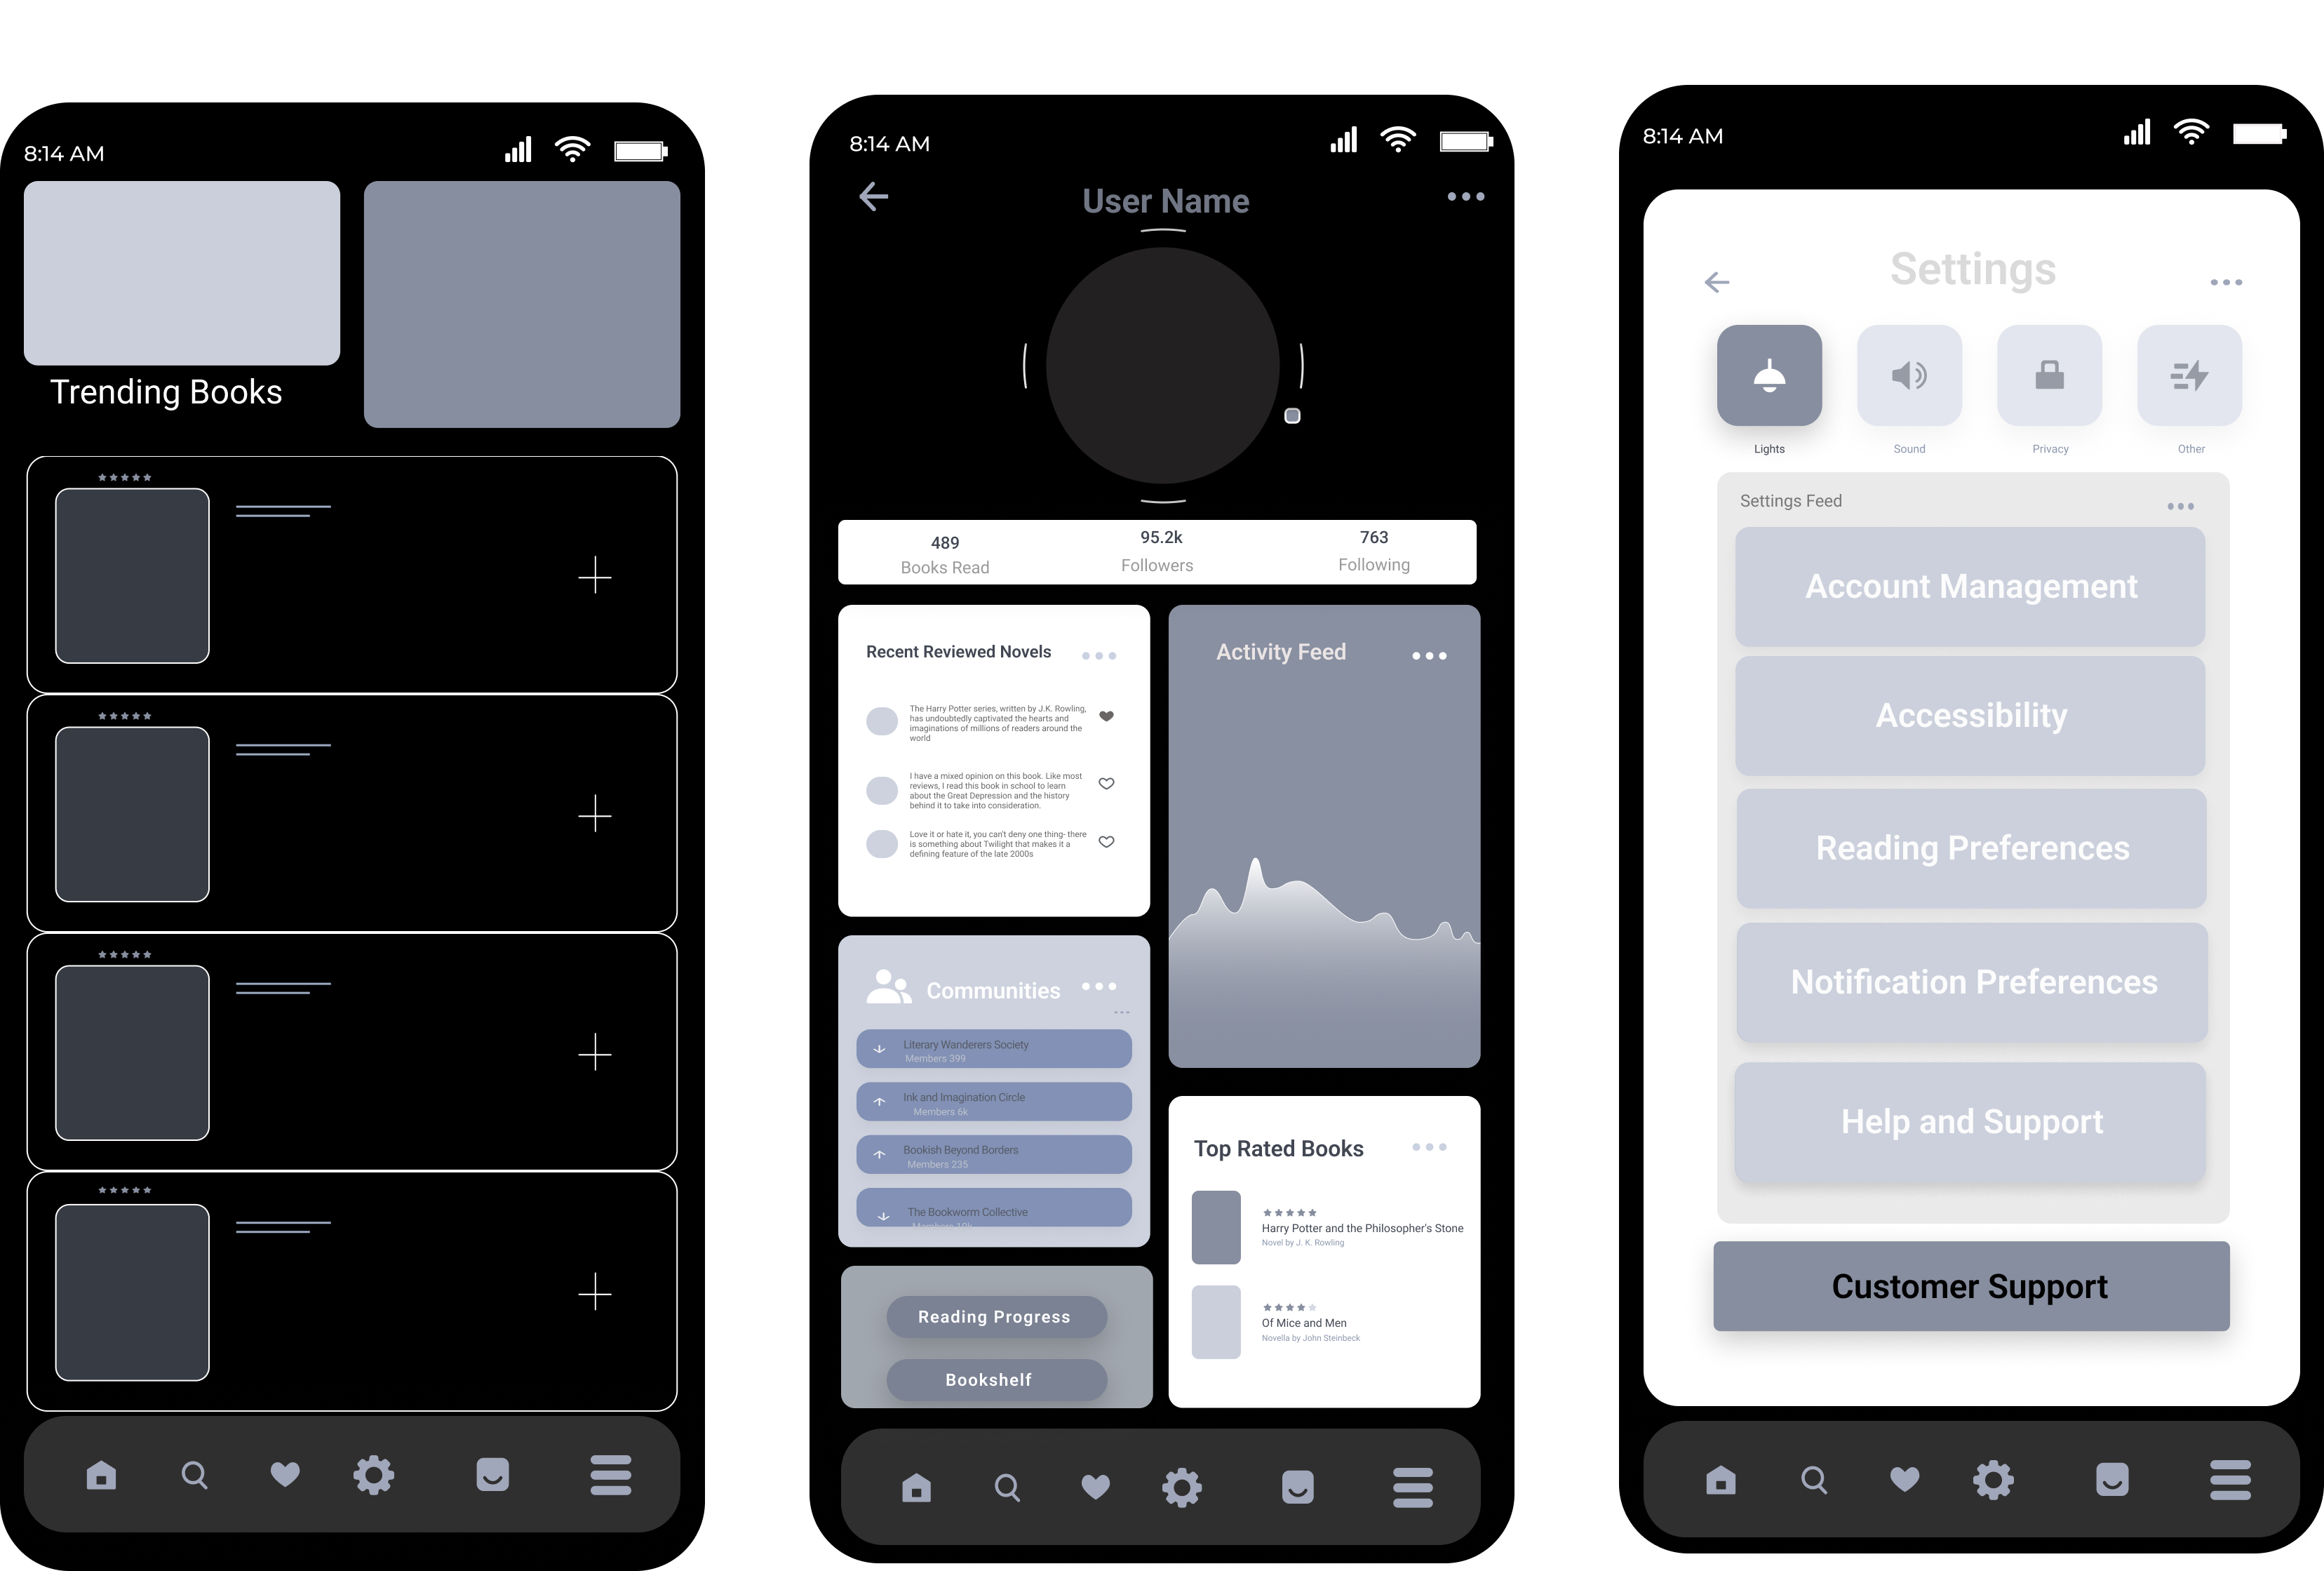 8:14 AM
Trending Books
8:14 AM
User Name
489
Books Read
95.2k
Followers
763
Following
Recent Reviewed Novels
The Harry Potter series, written by J.K. Rowling,
has undoubtedly captivated the hearts and
imaginations of millions of readers around the
world
I have a mixed opinion on this book. Like most
reviews, I read this book in school to learn
about the Great Depression and the history
behind it to take into consideration.
Love it or hate it, you can't deny one thing- there
is something about Twilight that makes it a
defining feature of the late 2000s
Activity Feed
Communities
Literary Wanderers Society
Members 399
Ink and Imagination Circle
Members 6k
Bookish Beyond Borders
Members 235
The Bookworm Collective
Members 10k
Reading Progress
Bookshelf
Top Rated Books
Harry Potter and the Philosopher's Stone
Novel by J. K. Rowling
Of Mice and Men
Novella by John Steinbeck
8:14 AM
Settings
Lights
Sound
Privacy
Other
Settings Feed
Account Management
Accessibility
Reading Preferences
Notification Preferences
Help and Support
Customer Support